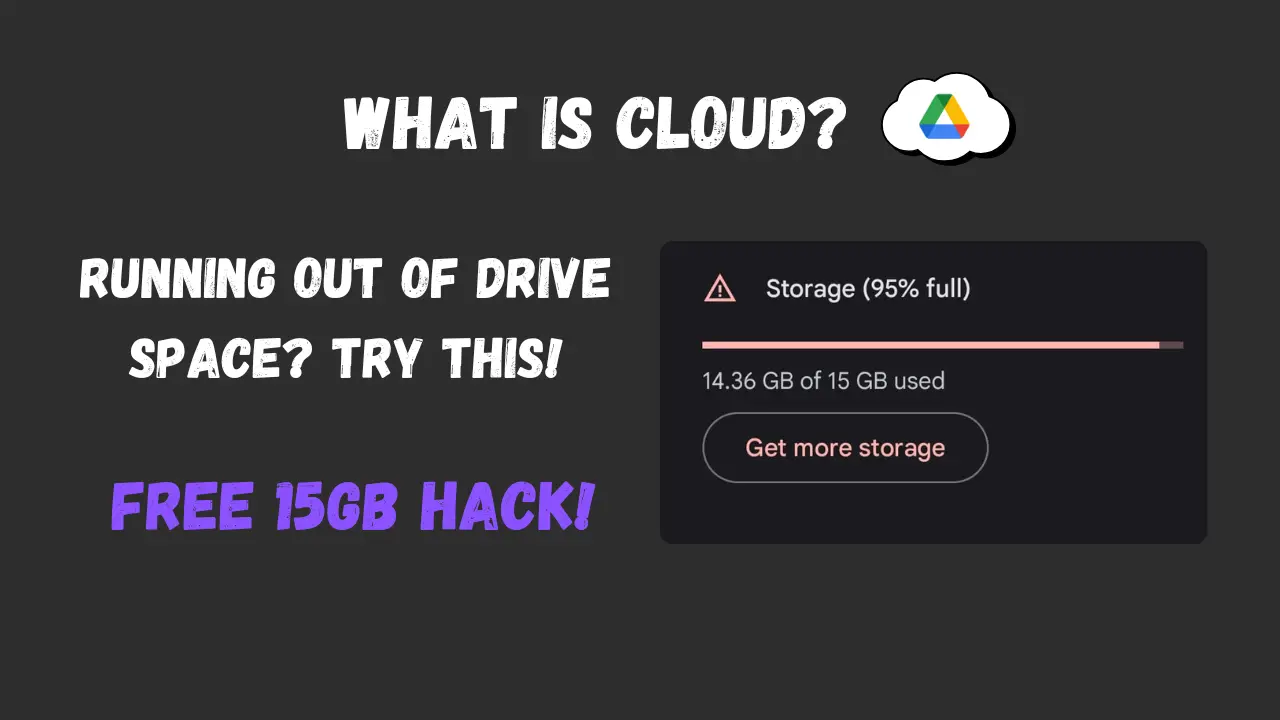 WHAT IS CLOUD?
RUNNING OUT OF DRIVE
SPACE? TRY THIS!
FREE 15GB HACK!
Storage (95% full)
14.36 GB of 15 GB used
Get more storage